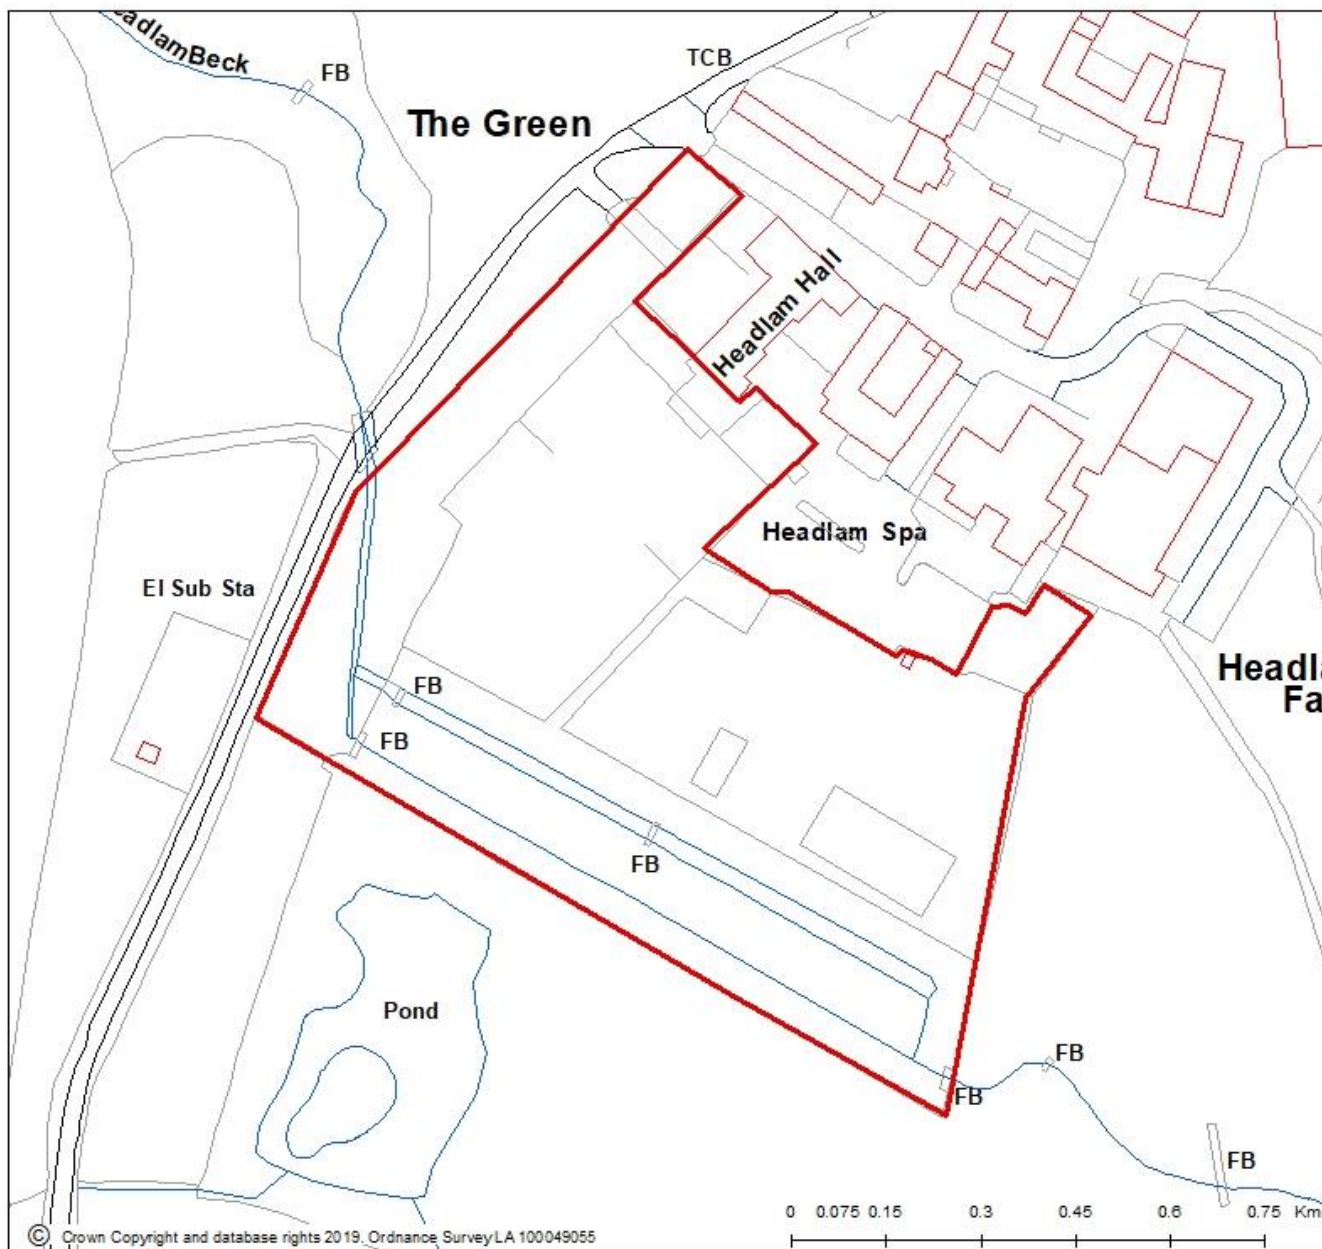 eadlamBeck
FB
TCB
The Green
Headlam Hall
Headlam Spa
El Sub Sta
Headla
Fa
FB
FB
FB
Pond
FB
FB
FB
0 0.075 0.15 0.3 0.45 0.6 0.75 Km
© Crown Copyright and database rights 2019. Ordnance Survey LA 100049055